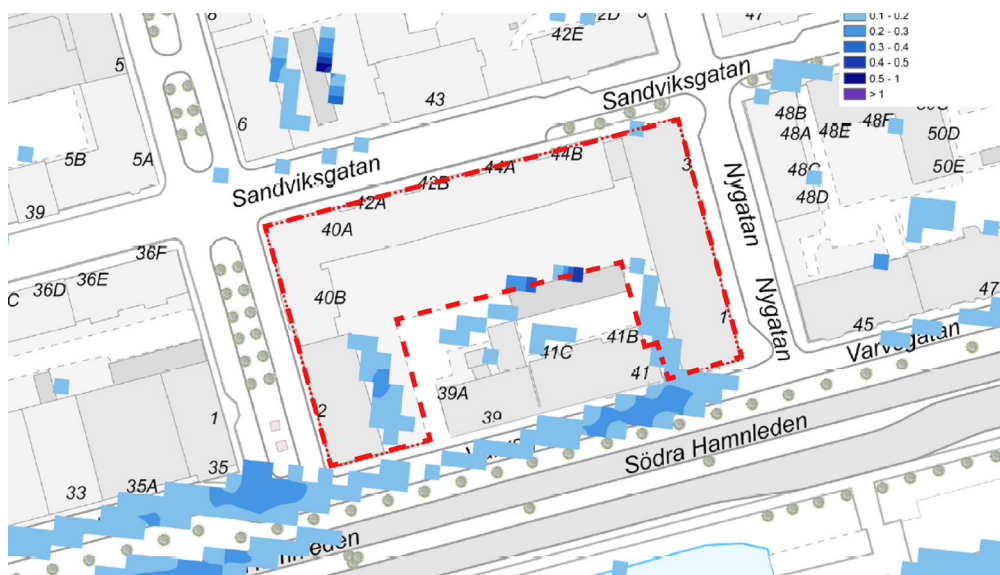 8
42E
47
0.1 - 0.2
0.2 - 0.3
0.3 - 0.4
0.4 - 0.5
0.5 - 1
> 1
5
Sandviksgatan
43
6
48B
48A
48E
48F
50D
50E
5B
5A
39
Sandviksgatan
44B
44A
42B
42A
40A
3
Nygatan
48C
48D
36F
36E
36D
C
40B
Nygatan
47
45
Varvsgatan
1
41B
41C
41
39A
39
2
1
35
35A
33
Södra Hamnleden